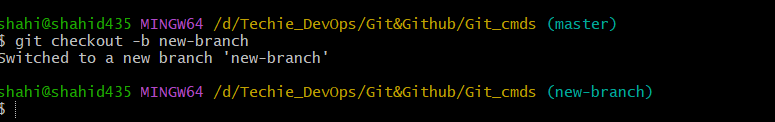 shahi@shahid435 MINGW64 /d/Techie_DevOps/Git&Github/Git_cmds (master)
$ git checkout -b new-branch
Switched to a new branch 'new-branch'
shahi@shahid435 MINGW64 /d/Techie_DevOps/Git&Github/Git_cmds (new-branch)
$